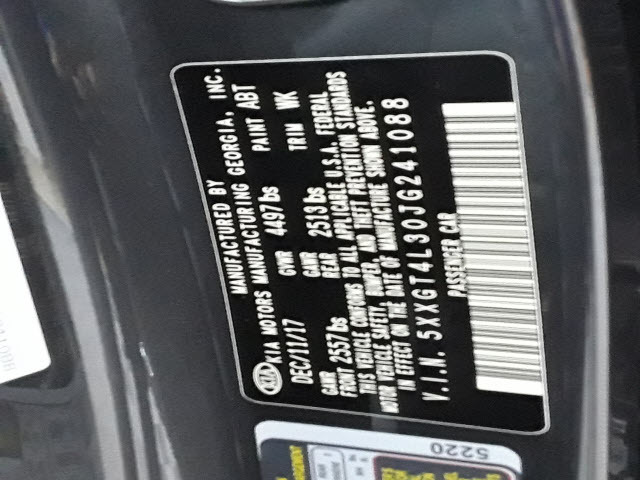 KIA
MANUFACTURED BY
KIA MOTORS MANUFACTURING GEORGIA, INC.
DEC/11/17 GVWR 4497lbs PAINT ABT
GAWR FRONT 2557lbs GAWR REAR 2513lbs TRIM WK
THIS VEHICLE CONFORMS TO ALL APPLICABLE U.S.A. FEDERAL
MOTOR VEHICLE SAFETY, BUMPER, AND THEFT PREVENTION STANDARDS
IN EFFECT ON THE DATE OF MANUFACTURE SHOWN ABOVE.
V.I.N. 5XXGT4L30JG241088
PASSENGER CAR
5220